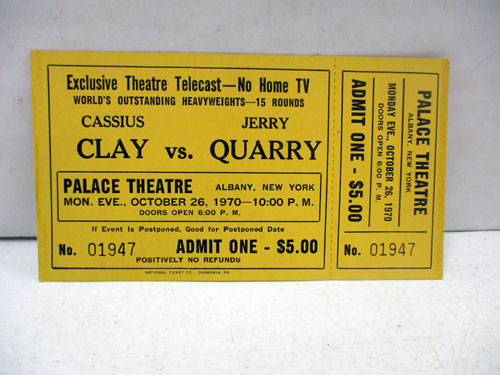 Exclusive Theatre Telecast—No Home TV
WORLD'S OUTSTANDING HEAVYWEIGHTS—15 ROUNDS
CASSIUS JERRY
CLAY vs. QUARRY
PALACE THEATRE ALBANY, NEW YORK
MON. EVE., OCTOBER 26, 1970—10:00 P. M.
DOORS OPEN 6:00 P. M.
If Event is Postponed, Good for Postponed Date
No. 01947 ADMIT ONE - $5.00
POSITIVELY NO REFUNDS
NATIONAL TICKET CO. SHAMOKIN, PA.
PALACE THEATRE
ALBANY, NEW YORK
MONDAY EVE., OCTOBER 26, 1970
DOORS OPEN 6:00 P. M.
ADMIT ONE - $5.00
No. 01947